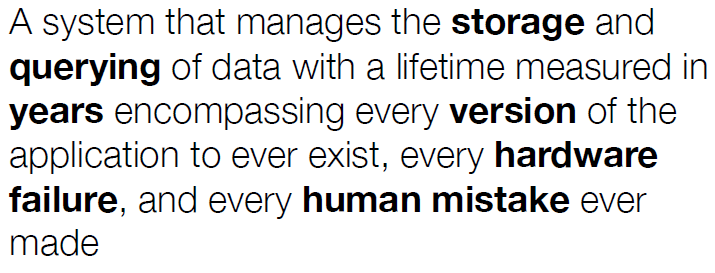 A system that manages the storage and
querying of data with a lifetime measured in
years encompassing every version of the
application to ever exist, every hardware
failure, and every human mistake ever
made